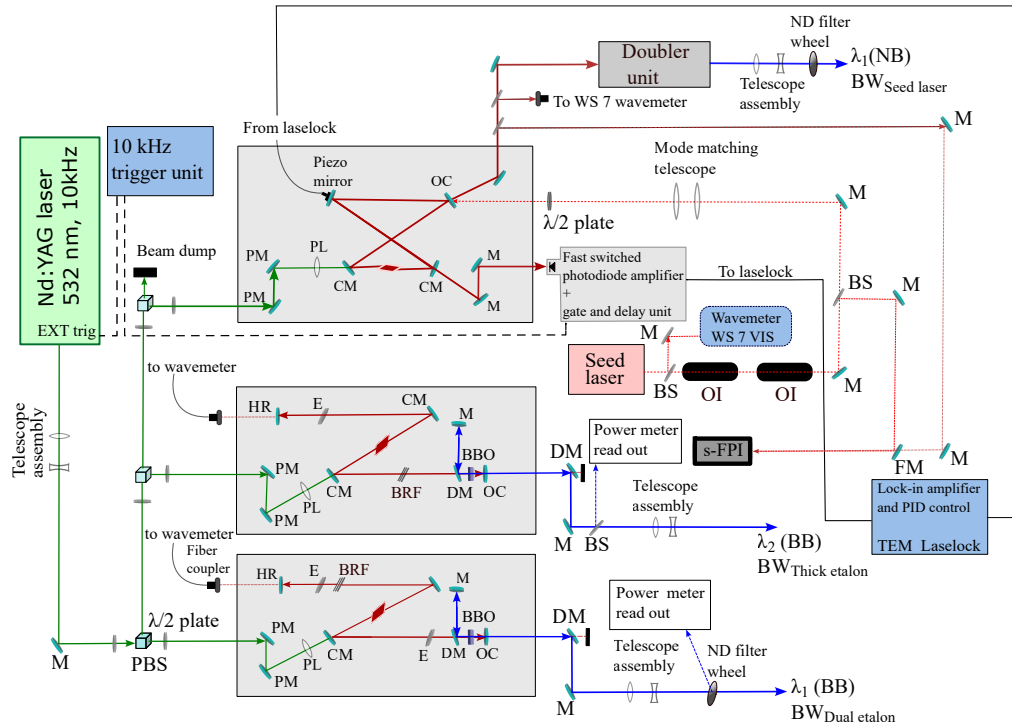 ND filter
wheel
Doubler
unit
λ₁(NB)
BW Seed laser
Telescope
assembly
To WS 7 wavemeter
M
From laselock
10 kHz
trigger unit
Nd:YAG laser
532 nm, 10kHz
EXT trig
Piezo
mirror
OC
Mode matching
telescope
M
λ/2 plate
Beam dump
PM
PL
CM
CM
M
PM
M
Fast switched
photodiode amplifier
+
gate and delay unit
To laselock
BS
M
M
Wavemeter
WS 7 VIS
Seed
laser
BS
OI
OI
M
to wavemeter
HR
E
CM
M
Telescope
assembly
PM
PL
PM
CM
BRF
BBO
DM
OC
DM
Power meter
read out
s-FPI
FM
M
Telescope
assembly
M
BS
λ₂ (BB)
BW Thick etalon
Lock-in amplifier
and PID control
TEM Laselock
to wavemeter
Fiber
coupler
HR
E
BRF
M
λ/2 plate
PM
PL
PM
CM
E
BBO
DM
OC
DM
Power meter
read out
M
PBS
Telescope
assembly
ND filter
wheel
M
λ₁ (BB)
BW Dual etalon